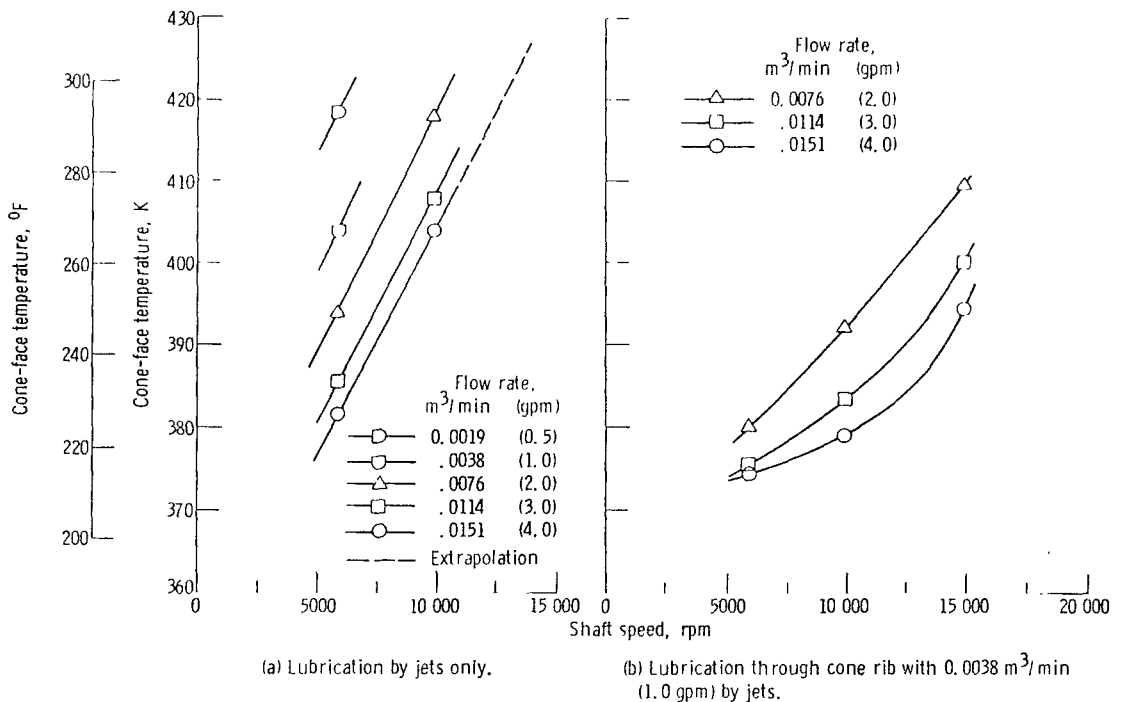 Cone-face temperature, °F
300
280
260
240
220
200
Cone-face temperature, K
430
420
410
400
390
380
370
360
Flow rate,
m³/min (gpm)
0.0019 (0.5)
.0038 (1.0)
.0076 (2.0)
.0114 (3.0)
.0151 (4.0)
Extrapolation
0 5000 10 000 15 000
Flow rate,
m³/min (gpm)
0.0076 (2.0)
.0114 (3.0)
.0151 (4.0)
0 5000 10 000 15 000 20 000
Shaft speed, rpm
(a) Lubrication by jets only.
(b) Lubrication through cone rib with 0.0038 m³/min
(1.0 gpm) by jets.